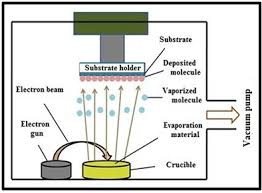 Substrate
Substrate holder
Deposited
molecule
Electron beam
Vaporized
molecule
Electron
gun
Evaporation
material
Crucible
Vacuum pump